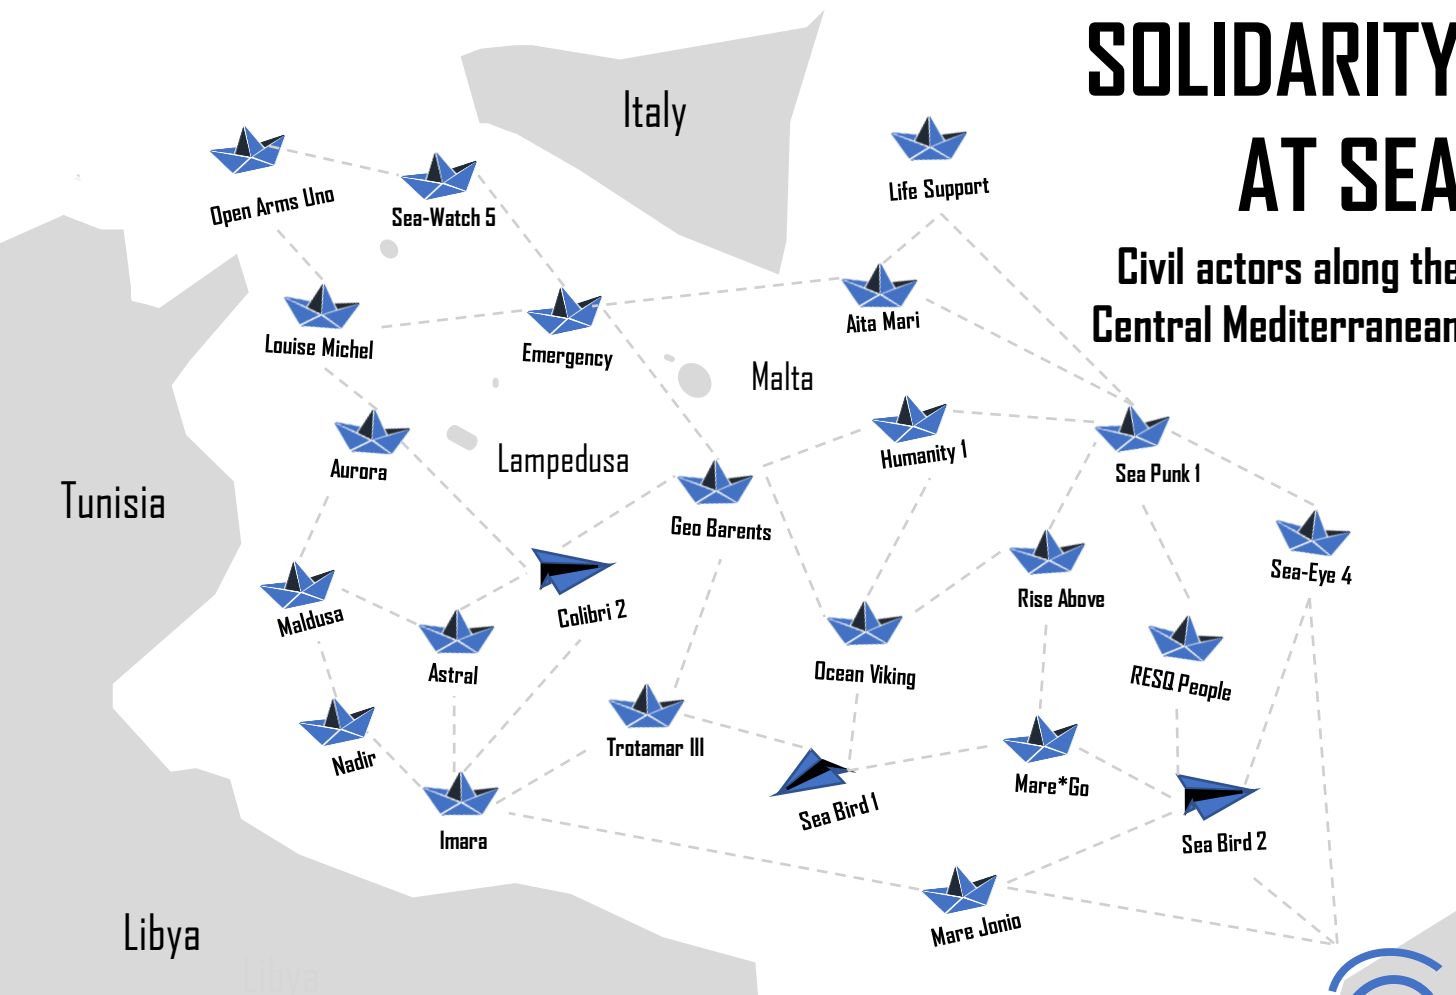 SOLIDARITY
AT SEA
Civil actors along the
Central Mediterranean
Italy
Life Support
Open Arms Uno
Sea-Watch 5
Aita Mari
Louise Michel
Emergency
Malta
Humanity 1
Aurora
Lampedusa
Sea Punk 1
Tunisia
Geo Barents
Sea-Eye 4
Rise Above
Colibri 2
Maldusa
Astral
Ocean Viking
RESQ People
Nadir
Trotamar III
Mare*Go
Sea Bird 1
Imara
Sea Bird 2
Mare Jonio
Libya
Libya